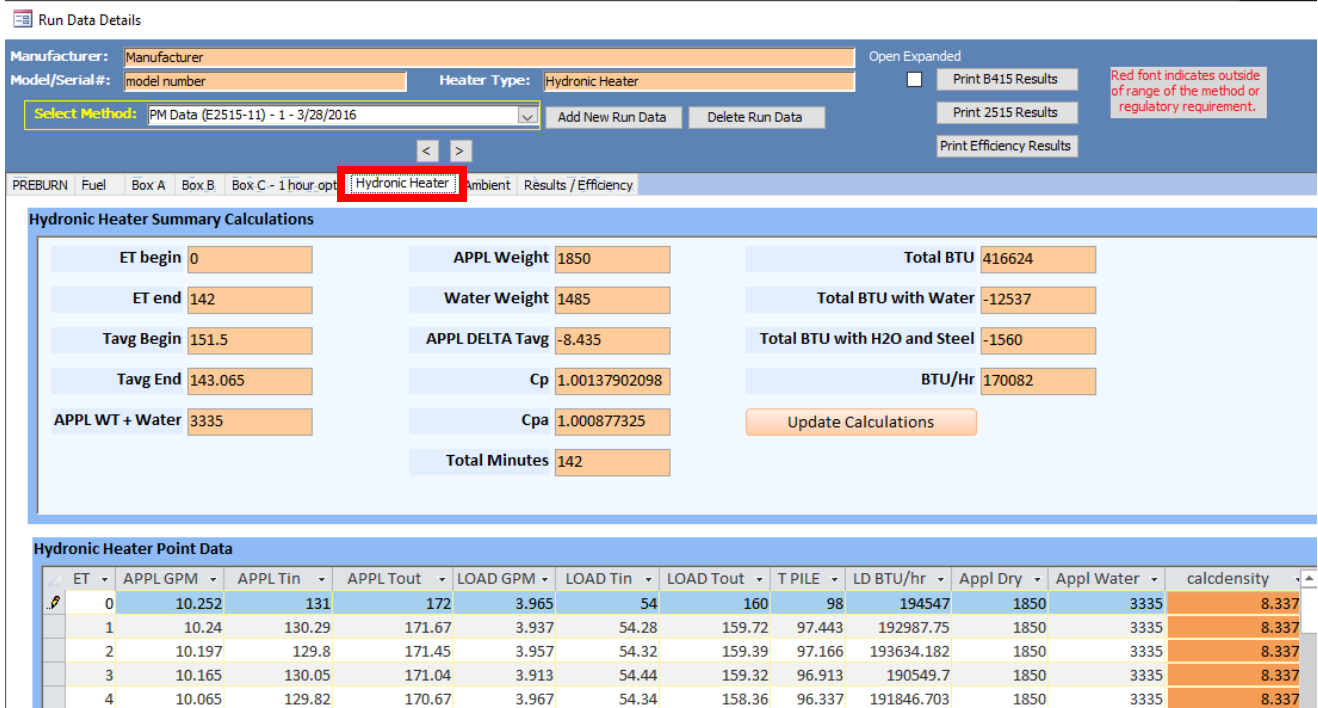 Run Data Details
Manufacturer: Manufacturer Open Expanded
Model/Serial#: model number Heater Type: Hydronic Heater Print B415 Results
Red font indicates outside
of range of the method or
regulatory requirement.
Select Method: PM Data (E2515-11) - 1 - 3/28/2016 Add New Run Data Delete Run Data Print 2515 Results
< > Print Efficiency Results
PREBURN Fuel Box A Box B Box C - 1 hour opt Hydronic Heater Ambient Results / Efficiency
Hydronic Heater Summary Calculations
ET begin 0 APPL Weight 1850 Total BTU 416624
ET end 142 Water Weight 1485 Total BTU with Water -12537
Tavg Begin 151.5 APPL DELTA Tavg -8.435 Total BTU with H2O and Steel -1560
Tavg End 143.065 Cp 1.00137902098 BTU/Hr 170082
APPL WT + Water 3335 Cpa 1.000877325 Update Calculations
Total Minutes 142
Hydronic Heater Point Data
ET APPL GPM APPL Tin APPL Tout LOAD GPM LOAD Tin LOAD Tout T PILE LD BTU/hr Appl Dry Appl Water calcdensity
0 10.252 131 172 3.965 54 160 98 194547 1850 3335 8.337
1 10.24 130.29 171.67 3.937 54.28 159.72 97.443 192987.75 1850 3335 8.337
2 10.197 129.8 171.45 3.957 54.32 159.39 97.166 193634.182 1850 3335 8.337
3 10.165 130.05 171.04 3.913 54.44 159.32 96.913 190549.7 1850 3335 8.337
4 10.065 129.82 170.67 3.967 54.34 158.36 96.337 191846.703 1850 3335 8.337